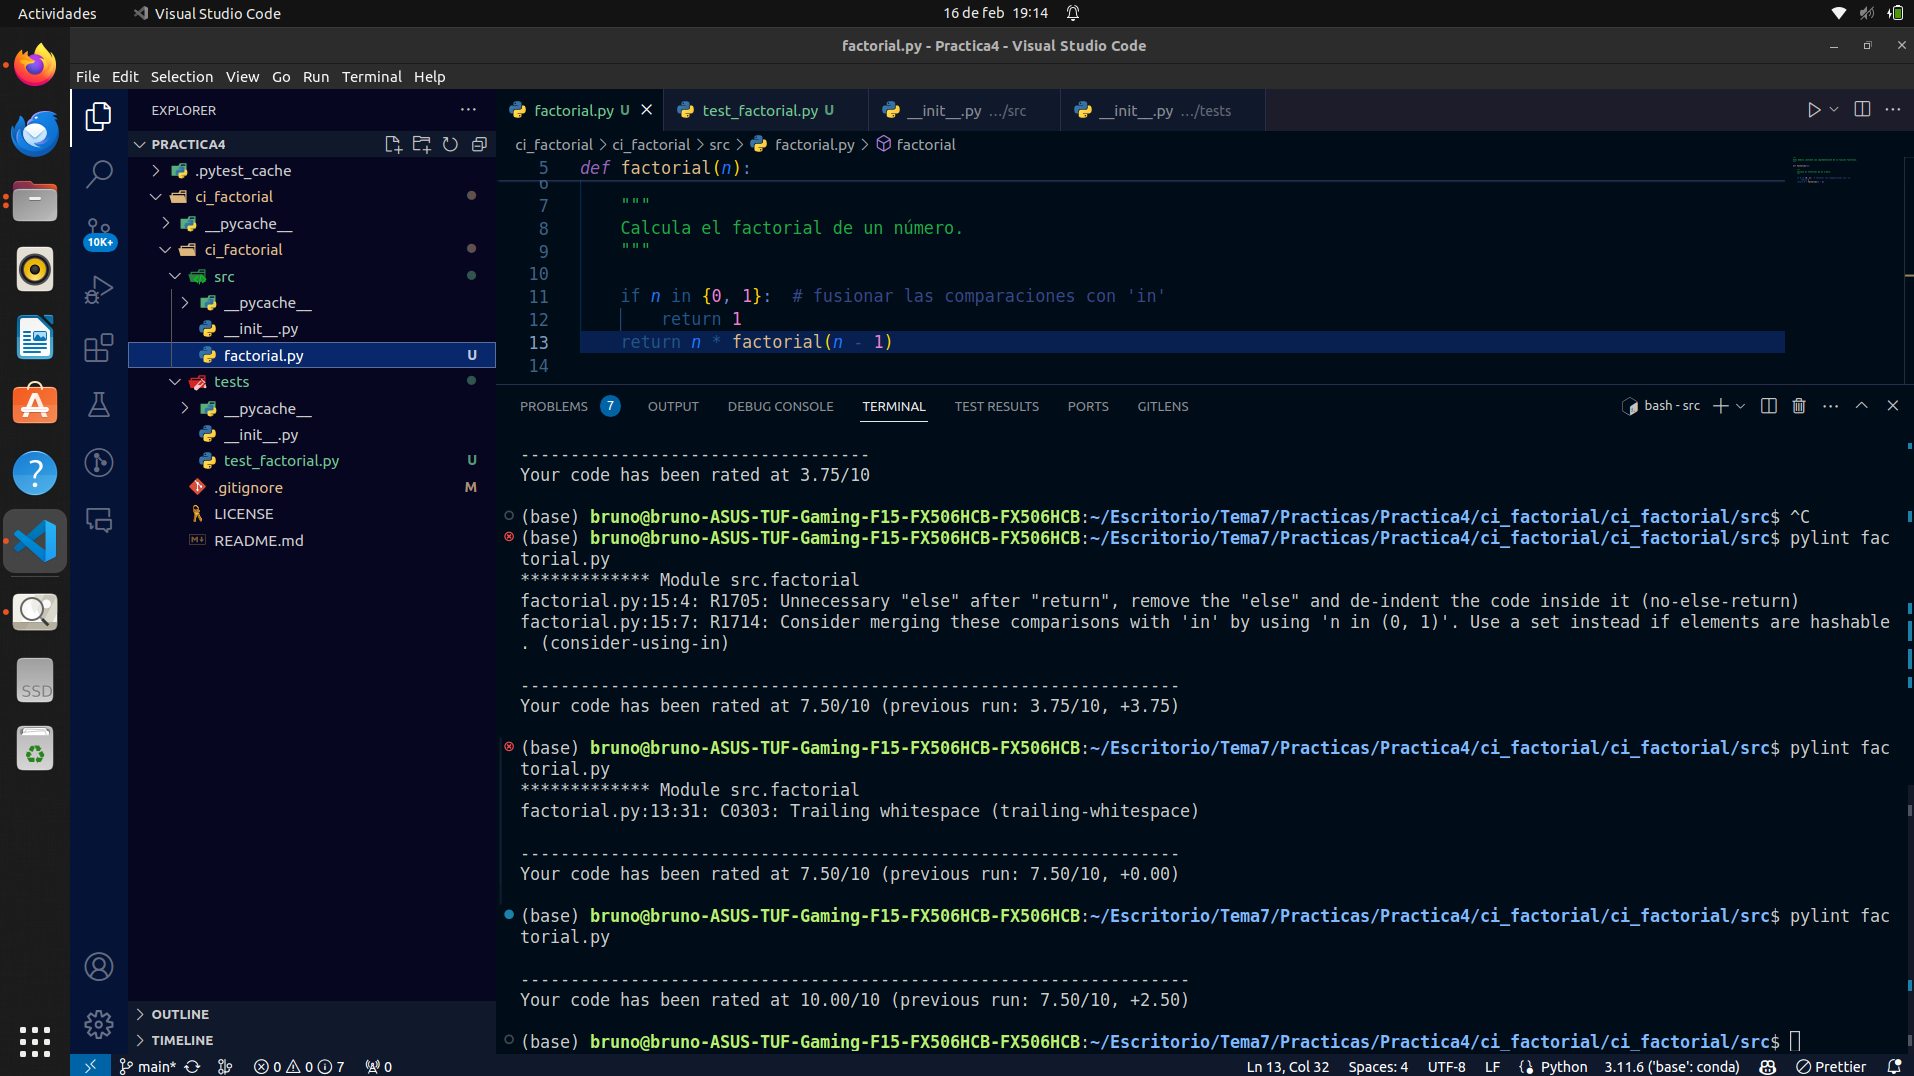 Actividades
Visual Studio Code
16 de feb 19:14
factorial.py - Practica4 - Visual Studio Code
File Edit Selection View Go Run Terminal Help
EXPLORER
PRACTICA4
.pytest_cache
ci_factorial
__pycache__
ci_factorial
src
__pycache__
__init__.py
factorial.py U
tests
__pycache__
__init__.py
test_factorial.py U
.gitignore M
LICENSE
README.md
OUTLINE
TIMELINE
10K+
SSD
factorial.py U
test_factorial.py U
__init__.py .../src
__init__.py .../tests
ci_factorial > ci_factorial > src > factorial.py > factorial
5 def factorial(n):
6
7 """
8 Calcula el factorial de un número.
9 """
10
11 if n in {0, 1}:  # fusionar las comparaciones con 'in'
12 return 1
13 return n * factorial(n - 1)
14
PROBLEMS 7 OUTPUT DEBUG CONSOLE TERMINAL TEST RESULTS PORTS GITLENS
bash - src
-----------------------------------
Your code has been rated at 3.75/10
(base) bruno@bruno-ASUS-TUF-Gaming-F15-FX506HCB-FX506HCB:~/Escritorio/Tema7/Practicas/Practica4/ci_factorial/ci_factorial/src$ ^C
(base) bruno@bruno-ASUS-TUF-Gaming-F15-FX506HCB-FX506HCB:~/Escritorio/Tema7/Practicas/Practica4/ci_factorial/ci_factorial/src$ pylint fac
torial.py
************* Module src.factorial
factorial.py:15:4: R1705: Unnecessary "else" after "return", remove the "else" and de-indent the code inside it (no-else-return)
factorial.py:15:7: R1714: Consider merging these comparisons with 'in' by using 'n in (0, 1)'. Use a set instead if elements are hashable
. (consider-using-in)
------------------------------------------------------------------
Your code has been rated at 7.50/10 (previous run: 3.75/10, +3.75)
(base) bruno@bruno-ASUS-TUF-Gaming-F15-FX506HCB-FX506HCB:~/Escritorio/Tema7/Practicas/Practica4/ci_factorial/ci_factorial/src$ pylint fac
torial.py
************* Module src.factorial
factorial.py:13:31: C0303: Trailing whitespace (trailing-whitespace)
------------------------------------------------------------------
Your code has been rated at 7.50/10 (previous run: 7.50/10, +0.00)
(base) bruno@bruno-ASUS-TUF-Gaming-F15-FX506HCB-FX506HCB:~/Escritorio/Tema7/Practicas/Practica4/ci_factorial/ci_factorial/src$ pylint fac
torial.py
-------------------------------------------------------------------
Your code has been rated at 10.00/10 (previous run: 7.50/10, +2.50)
(base) bruno@bruno-ASUS-TUF-Gaming-F15-FX506HCB-FX506HCB:~/Escritorio/Tema7/Practicas/Practica4/ci_factorial/ci_factorial/src$
main* 0 0 7 0
Ln 13, Col 32 Spaces: 4 UTF-8 LF Python 3.11.6 ('base': conda) Prettier